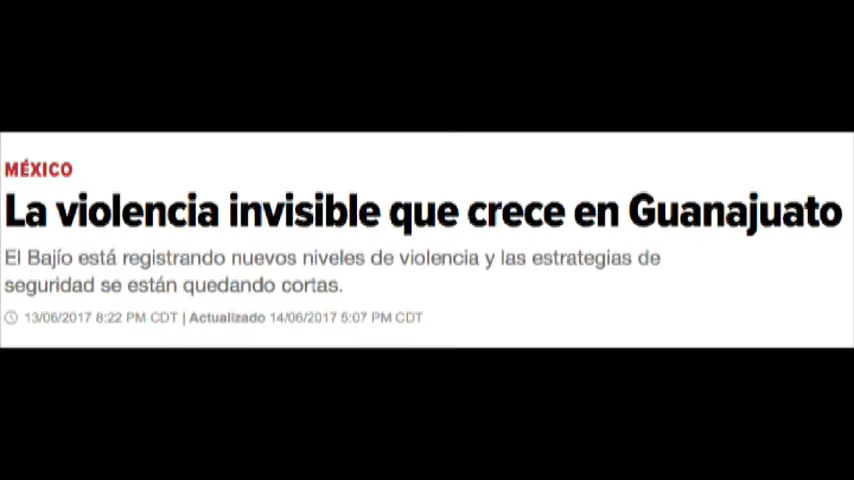 MÉXICO
La violencia invisible que crece en Guanajuato
El Bajío está registrando nuevos niveles de violencia y las estrategias de
seguridad se están quedando cortas.
13/06/2017 8:22 PM CDT | Actualizado 14/06/2017 5:07 PM CDT